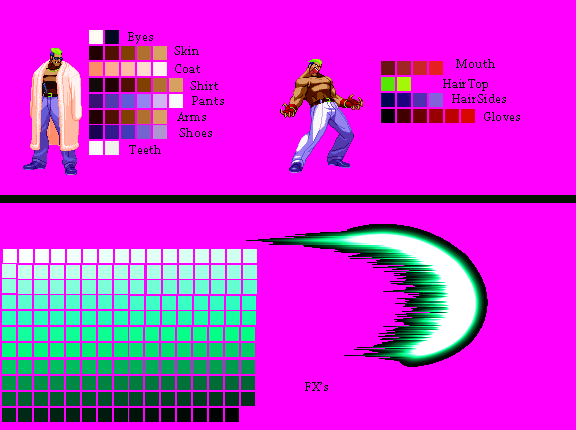 Eyes
Skin
Coat
Shirt
Pants
Arms
Shoes
Teeth
Mouth
Hair Top
HairSides
Gloves
FX's